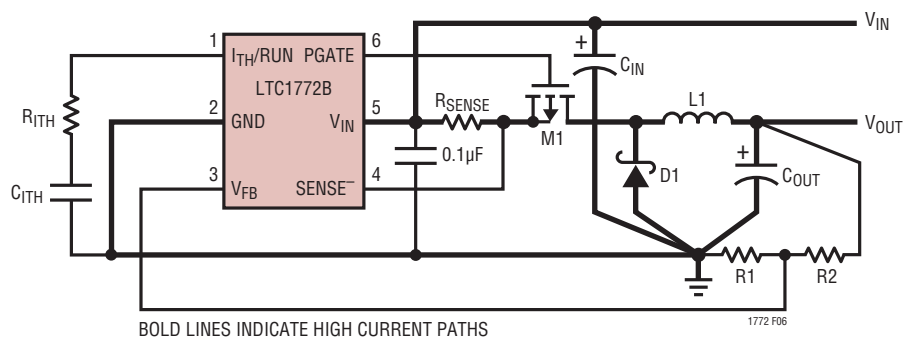 V_IN
1
6
I_TH/RUN PGATE
+
C_IN
LTC1772B
R_ITH
2
5
R_SENSE
L1
GND
V_IN
M1
V_OUT
0.1µF
+
C_ITH
3
4
V_FB
SENSE⁻
D1
C_OUT
R1
R2
BOLD LINES INDICATE HIGH CURRENT PATHS
1772 F06